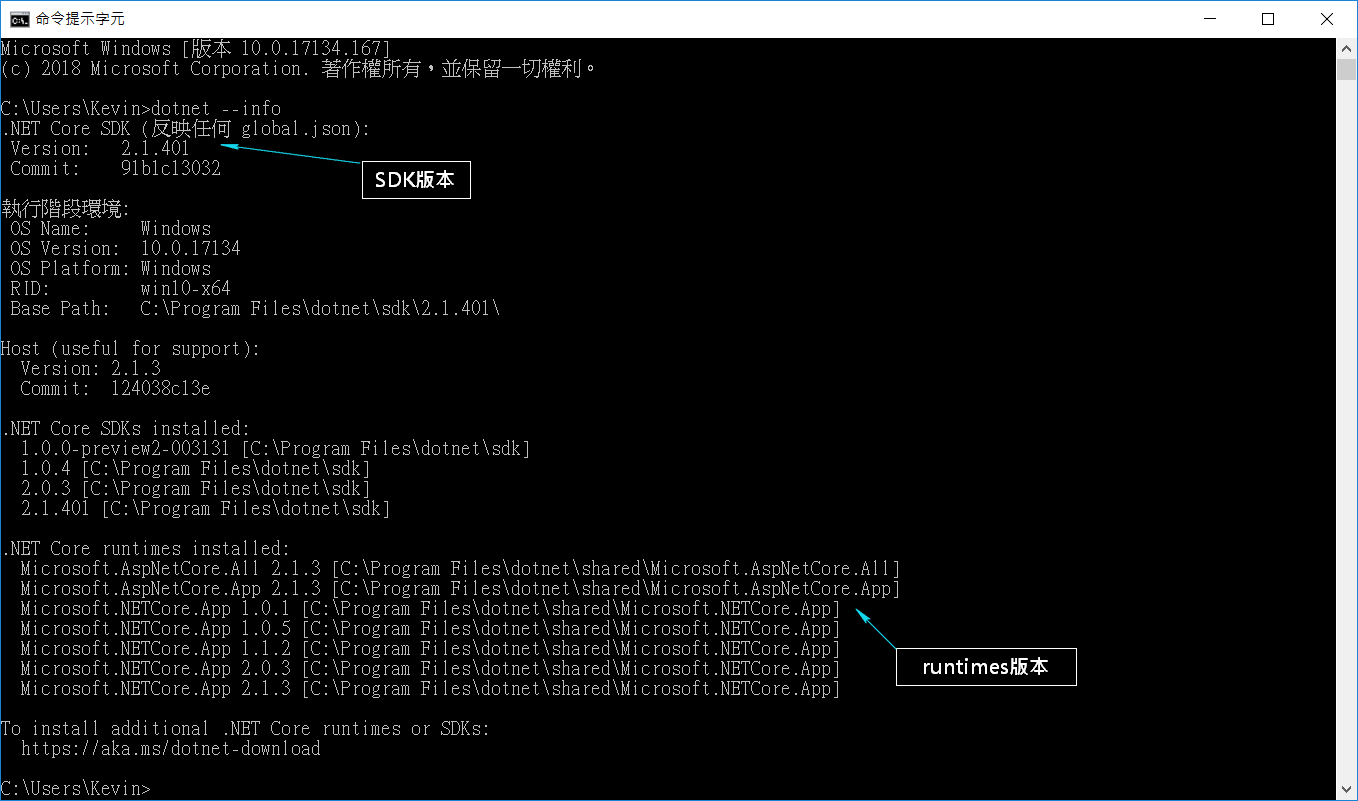 命令提示字元
Microsoft Windows [版本 10.0.17134.167]
(c) 2018 Microsoft Corporation. 著作權所有，並保留一切權利。
C:\Users\Kevin>dotnet --info
.NET Core SDK (反映任何 global.json):
Version: 2.1.401
Commit: 91b1c13032
SDK版本
執行階段環境:
OS Name: Windows
OS Version: 10.0.17134
OS Platform: Windows
RID: win10-x64
Base Path: C:\Program Files\dotnet\sdk\2.1.401\
Host (useful for support):
Version: 2.1.3
Commit: 124038c13e
.NET Core SDKs installed:
1.0.0-preview2-003131 [C:\Program Files\dotnet\sdk]
1.0.4 [C:\Program Files\dotnet\sdk]
2.0.3 [C:\Program Files\dotnet\sdk]
2.1.401 [C:\Program Files\dotnet\sdk]
.NET Core runtimes installed:
Microsoft.AspNetCore.All 2.1.3 [C:\Program Files\dotnet\shared\Microsoft.AspNetCore.All]
Microsoft.AspNetCore.App 2.1.3 [C:\Program Files\dotnet\shared\Microsoft.AspNetCore.App]
Microsoft.NETCore.App 1.0.1 [C:\Program Files\dotnet\shared\Microsoft.NETCore.App]
Microsoft.NETCore.App 1.0.5 [C:\Program Files\dotnet\shared\Microsoft.NETCore.App]
Microsoft.NETCore.App 1.1.2 [C:\Program Files\dotnet\shared\Microsoft.NETCore.App]
Microsoft.NETCore.App 2.0.3 [C:\Program Files\dotnet\shared\Microsoft.NETCore.App]
Microsoft.NETCore.App 2.1.3 [C:\Program Files\dotnet\shared\Microsoft.NETCore.App]
runtimes版本
To install additional .NET Core runtimes or SDKs:
https://aka.ms/dotnet-download
C:\Users\Kevin>